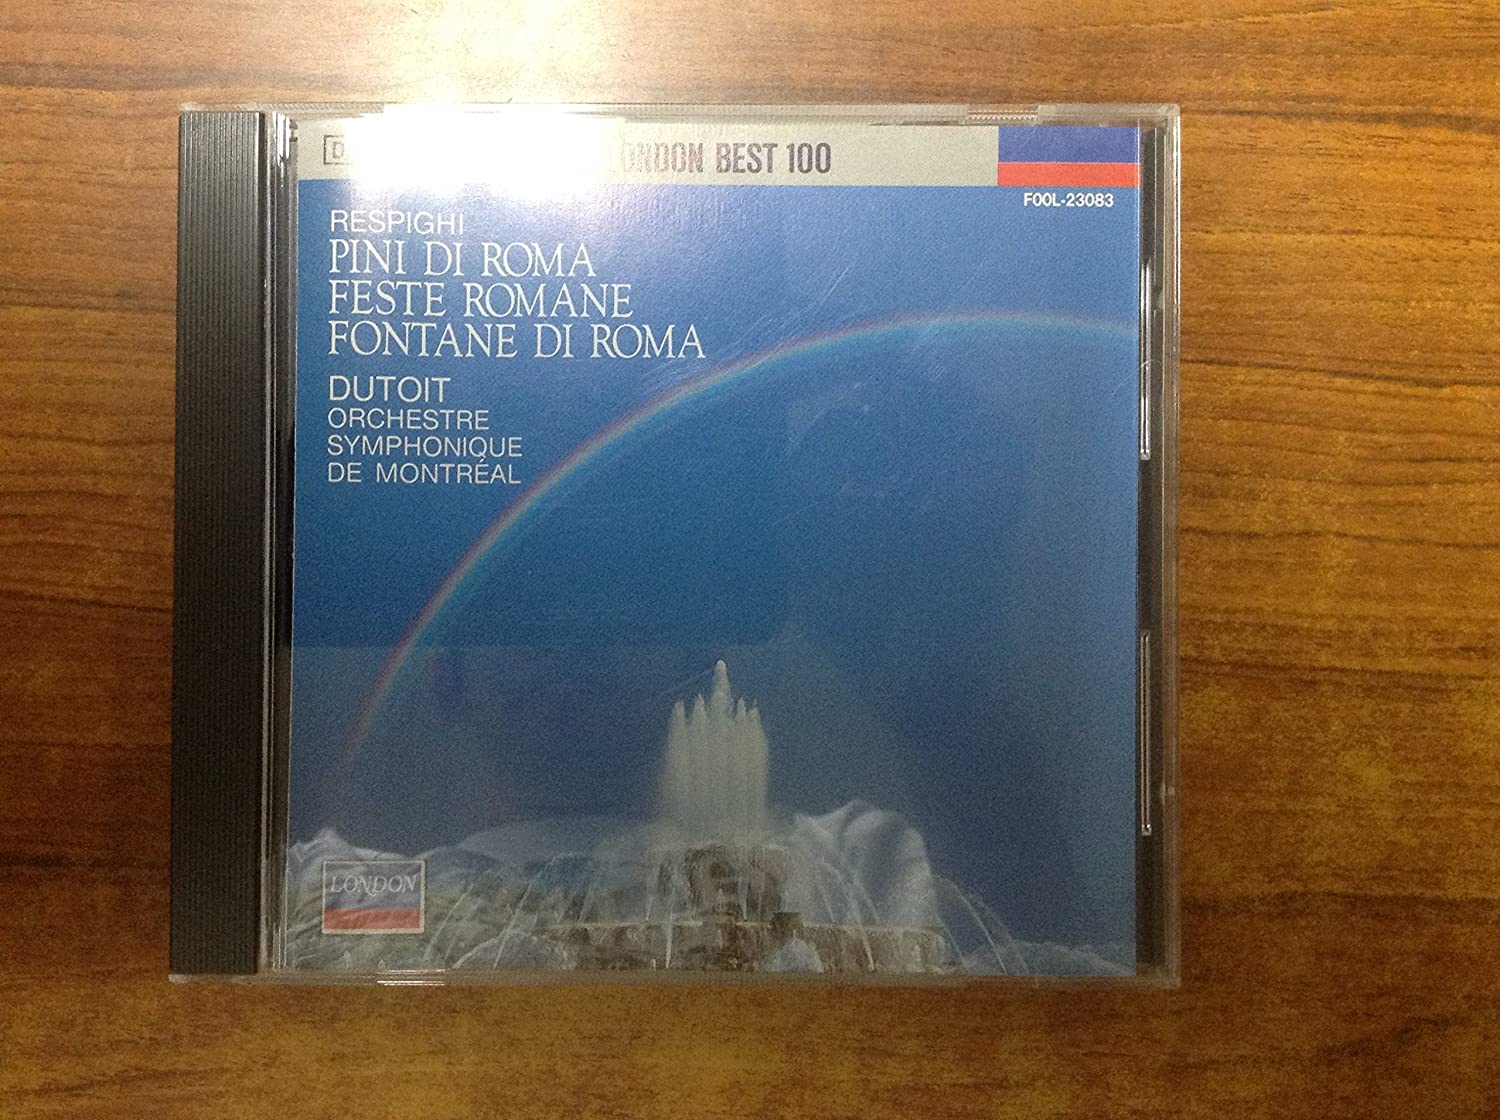 LONDON BEST 100
FOOL-23083
RESPIGHI
PINI DI ROMA
FESTE ROMANE
FONTANE DI ROMA
DUTOIT
ORCHESTRE
SYMPHONIQUE
DE MONTRÉAL
LONDON